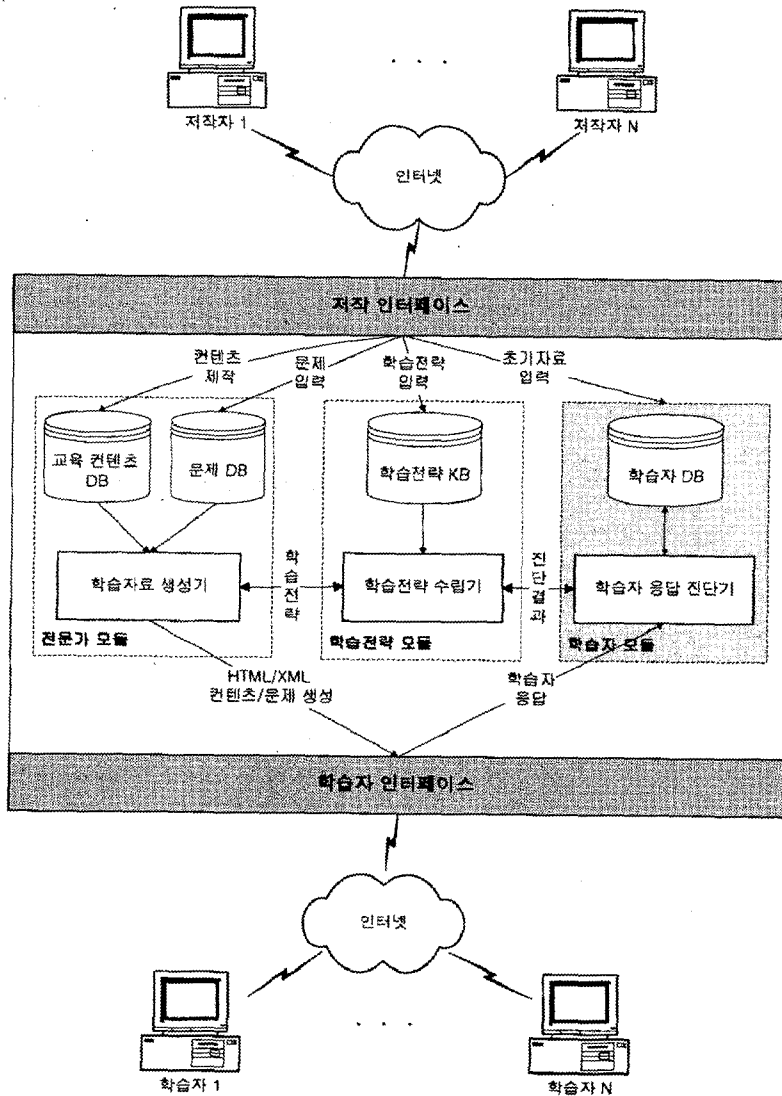 저작자 1
. . .
저작자 N
인터넷
저작 인터페이스
컨텐츠
제작
문제
입력
학습전략
입력
초기자료
입력
교육 컨텐츠
DB
문제 DB
학습전략 KB
학습자 DB
학습자료 생성기
학
습
전
략
학습전략 수립기
진
단
결
과
학습자 응답 진단기
전문가 모듈
학습전략 모듈
학습자 모듈
HTML/XML
컨텐츠/문제 생성
학습자
응답
학습자 인터페이스
인터넷
. . .
학습자 1
학습자 N